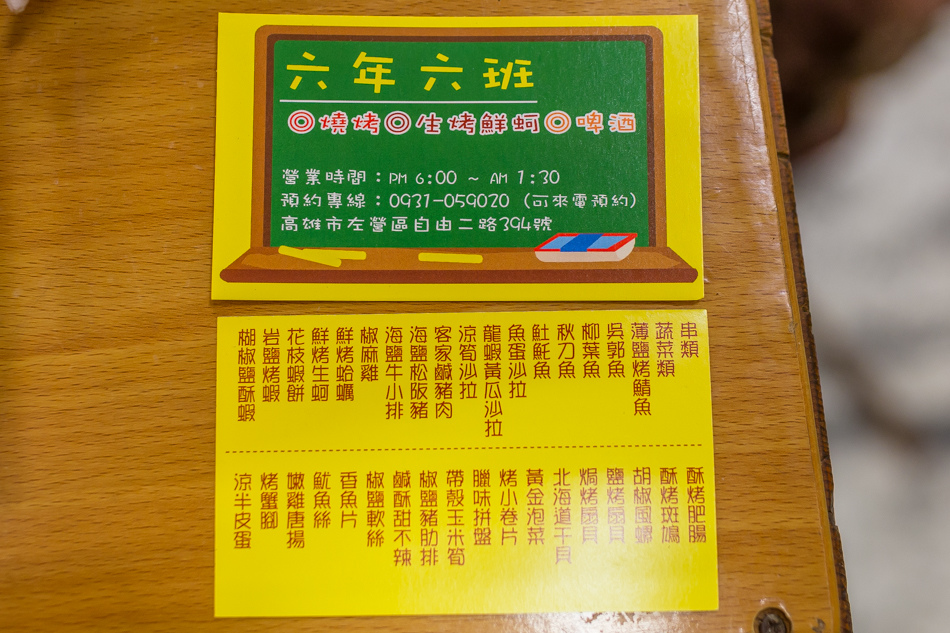 六年六班
◎燒烤◎生烤鮮蚵◎啤酒
營業時間：PM 6:00 ~ AM 1:30
預約專線：0931-059020 (可來電預約)
高雄市左營區自由二路394號
串類
蔬菜類
薄鹽烤鯖魚
吳郭魚
柳葉魚
秋刀魚
魠魠魚
魚蛋沙拉
龍蝦黃瓜沙拉
涼筍沙拉
客家鹹豬肉
海鹽松阪豬
海鹽牛小排
椒麻雞
鮮烤蛤蠣
鮮烤生蚵
花枝蝦餅
岩鹽烤蝦
椒鹽酥蝦
酥烤肥腸
酥烤斑鳩
胡椒風螺
鹽烤扇貝
焗烤扇貝
北海道干貝
黃金泡菜
烤小卷片
臘味拼盤
帶殼玉米筍
椒鹽豬肋排
鹹酥甜不辣
椒鹽軟絲
香魚片
魷魚絲
嫩雞唐揚
烤蟹腳
涼半皮蛋